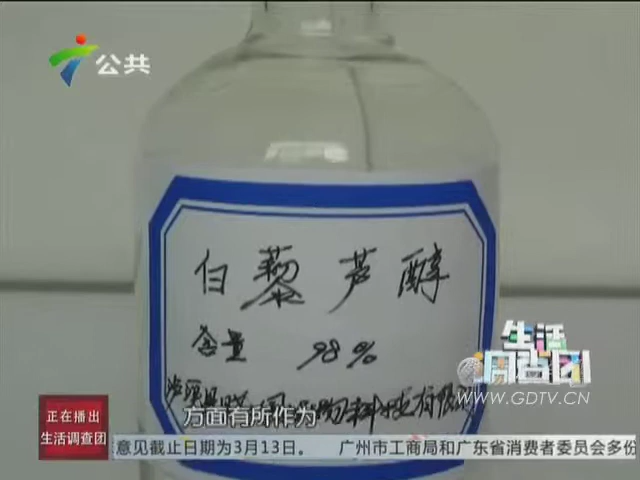 公共
白藜芦醇
含量 98%
生活
调查团
WWW.GDTV.CN
方面有所作为
正在播出
生活调查团
意见截止日期为3月13日。 广州市工商局和广东省消费者委员会多份